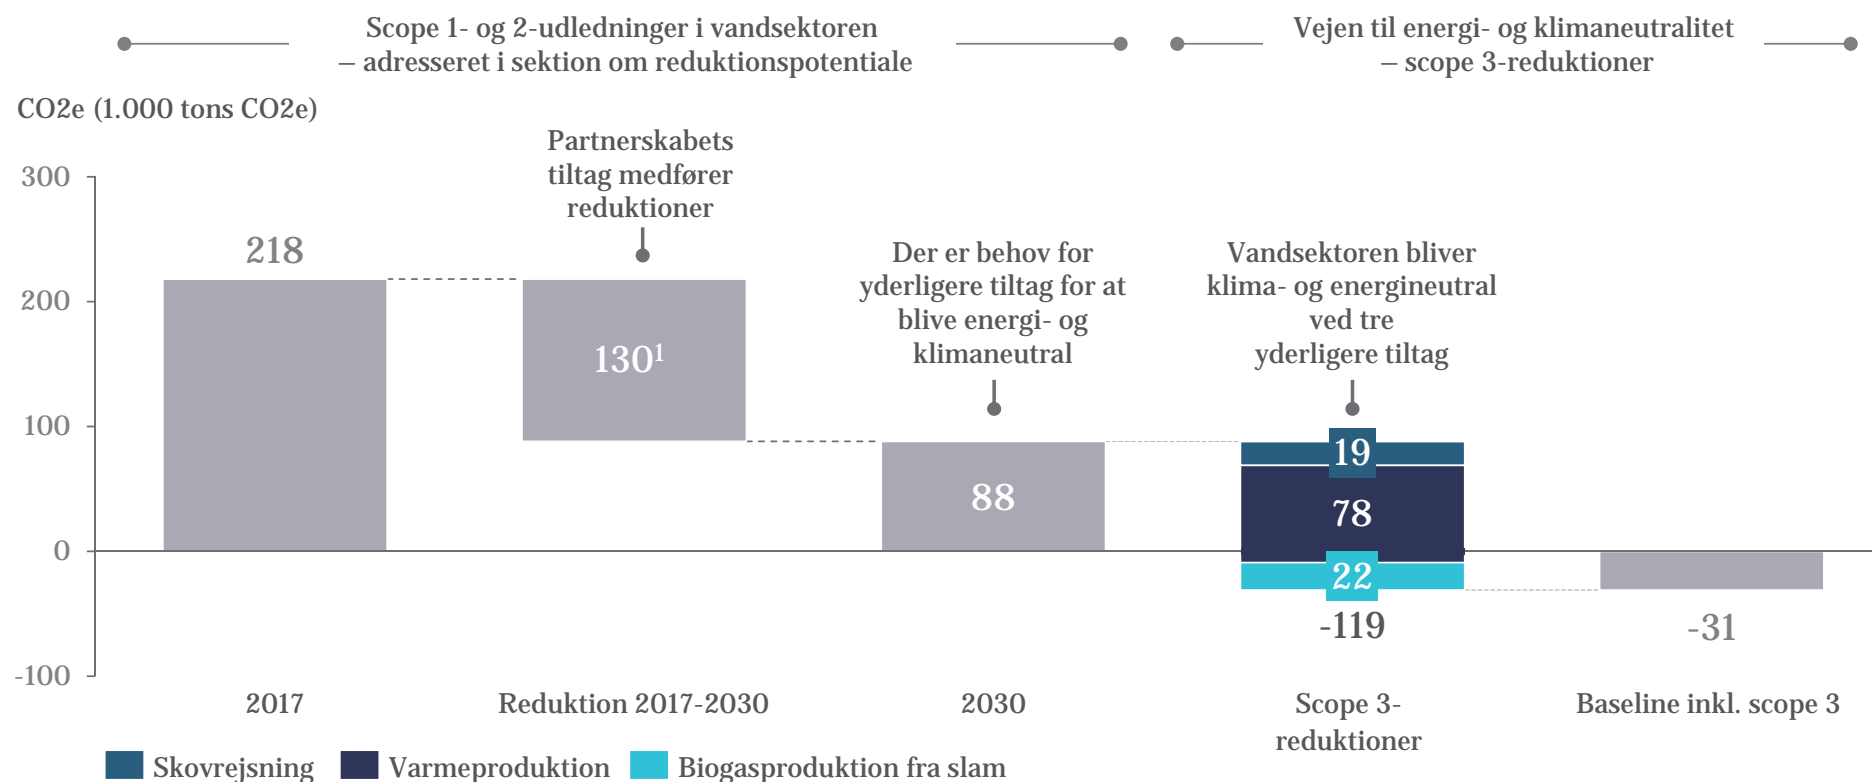 Scope 1- og 2-udledninger i vandsektoren
– adresseret i sektion om reduktionspotentiale
Vejen til energi- og klimaneutralitet
– scope 3-reduktioner
CO2e (1.000 tons CO2e)
Partnerskabets
tiltag medfører
reduktioner
Der er behov for
yderligere tiltag for at
blive energi- og
klimaneutral
Vandsektoren bliver
klima- og energineutral
ved tre
yderligere tiltag
300
200
100
0
-100
218
130¹
88
19
78
22
-119
-31
2017
Reduktion 2017-2030
2030
Scope 3-
reduktioner
Baseline inkl. scope 3
Skovrejsning
Varmeproduktion
Biogasproduktion fra slam